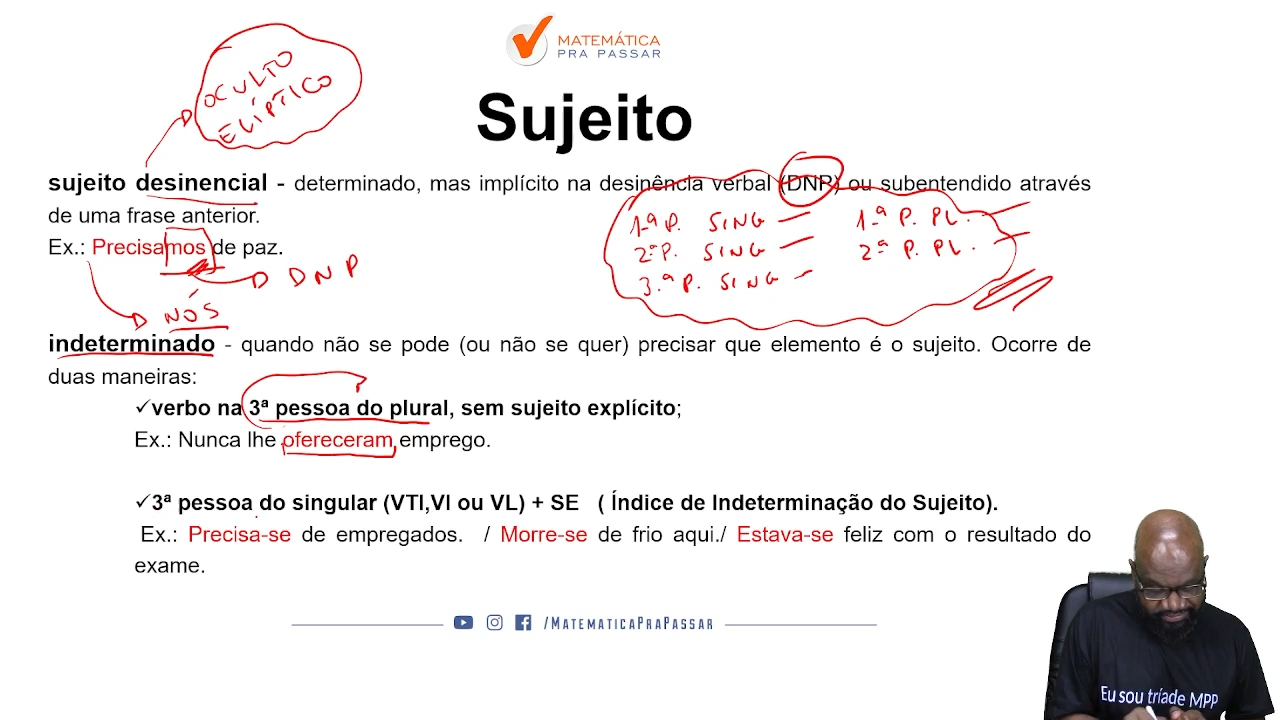 MATEMÁTICA
PRA PASSAR
OCULTO
ELÍPTICO
Sujeito
sujeito desinencial - determinado, mas implícito na desinência verbal (DNP) ou subentendido através
de uma frase anterior.
Ex.: Precisamos de paz.
DNP
NÓS
1ª P. SING 1ª P. PL.
2ª P. SING 2ª P. PL.
3.ª P. SING
indeterminado - quando não se pode (ou não se quer) precisar que elemento é o sujeito. Ocorre de
duas maneiras:
✓verbo na 3ª pessoa do plural, sem sujeito explícito;
Ex.: Nunca lhe ofereceram emprego.
✓3ª pessoa do singular (VTI,VI ou VL) + SE ( Índice de Indeterminação do Sujeito).
Ex.: Precisa-se de empregados. / Morre-se de frio aqui./ Estava-se feliz com o resultado do
exame.
/MATEMATICAPRAPASSAR
Eu sou tríade MPP